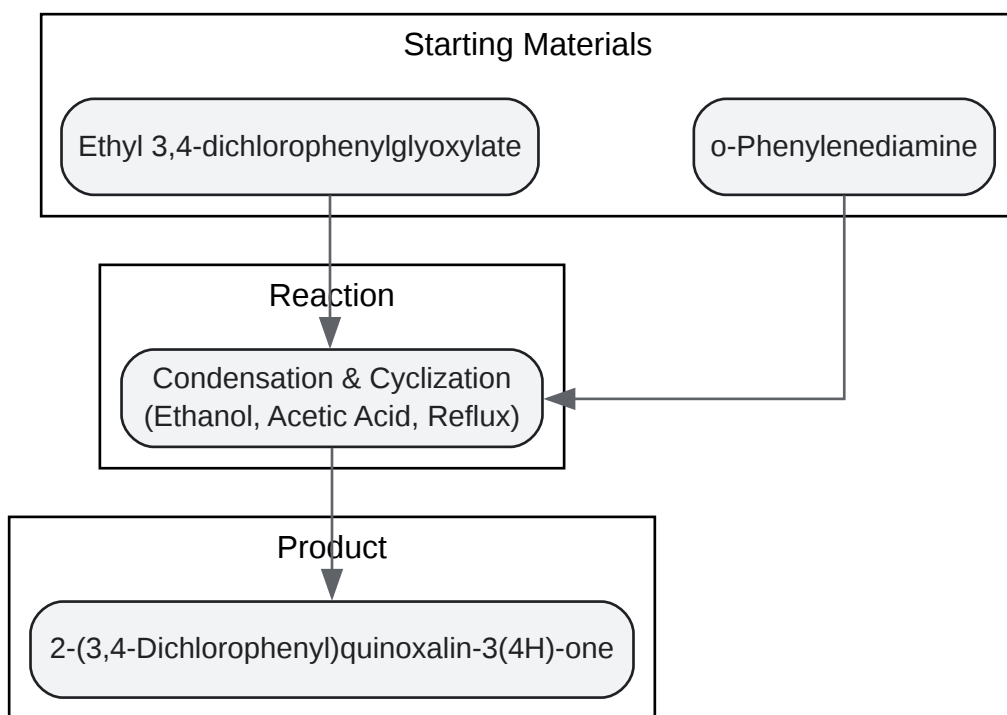 Starting Materials
Ethyl 3,4-dichlorophenylglyoxylate
o-Phenylenediamine
Reaction
Condensation & Cyclization
(Ethanol, Acetic Acid, Reflux)
Product
2-(3,4-Dichlorophenyl)quinoxalin-3(4H)-one